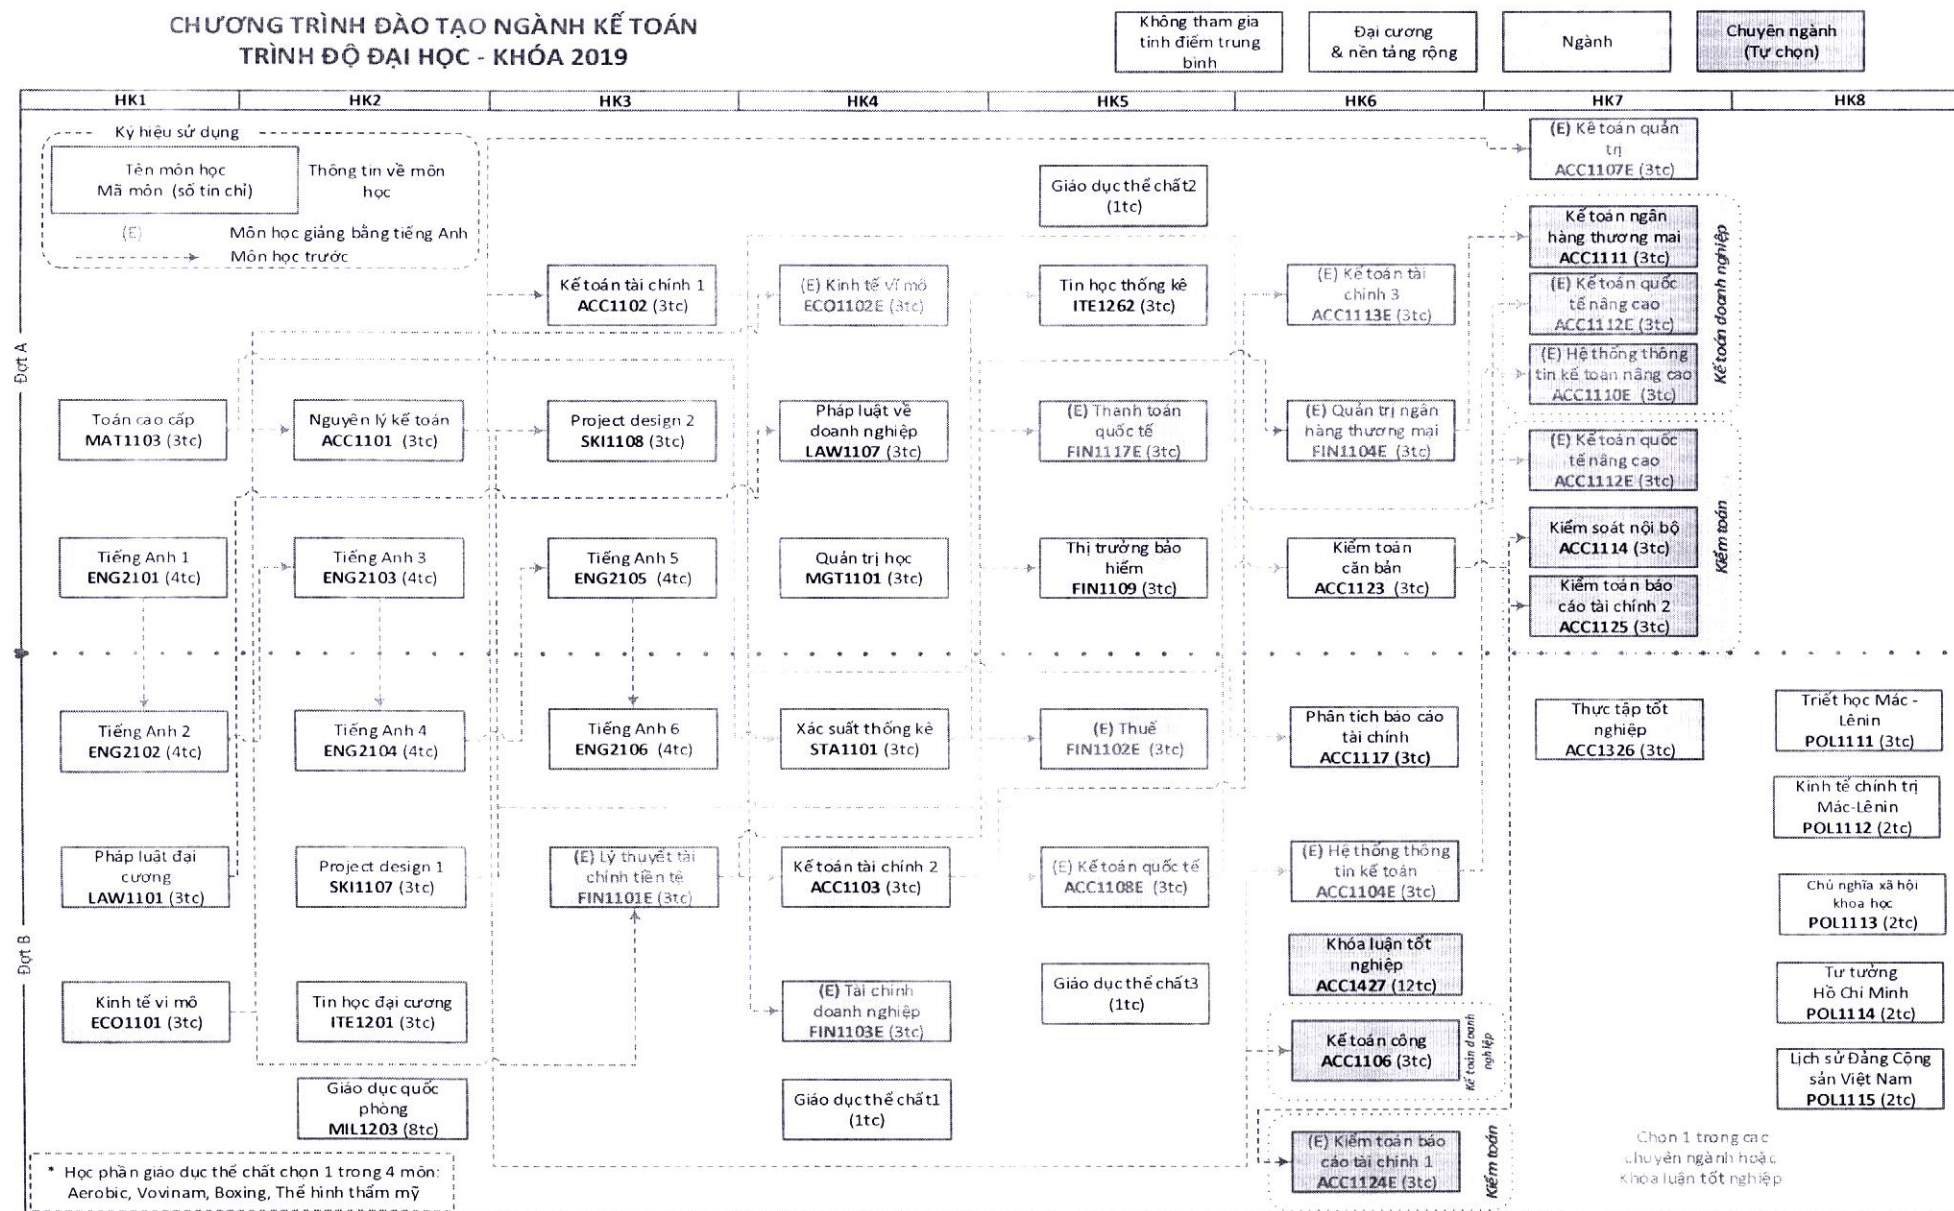 CHƯƠNG TRÌNH ĐÀO TẠO NGÀNH KẾ TOÁN
TRÌNH ĐỘ ĐẠI HỌC - KHÓA 2019
Không tham gia
tính điểm trung
bình
Đại cương
& nền tảng rộng
Ngành
Chuyên ngành
(Tự chọn)
HK1
HK2
HK3
HK4
HK5
HK6
HK7
HK8
Ký hiệu sử dụng
Tên môn học
Mã môn (số tín chỉ)
Thông tin về môn
học
(E)
Môn học giảng bằng tiếng Anh
Môn học trước
Đợt A
Đợt B
Toán cao cấp
MAT1103 (3tc)
Tiếng Anh 1
ENG2101 (4tc)
Tiếng Anh 2
ENG2102 (4tc)
Pháp luật đại
cương
LAW1101 (3tc)
Kinh tế vi mô
ECO1101 (3tc)
Nguyên lý kế toán
ACC1101 (3tc)
Tiếng Anh 3
ENG2103 (4tc)
Tiếng Anh 4
ENG2104 (4tc)
Project design 1
SKI1107 (3tc)
Tin học đại cương
ITE1201 (3tc)
Giáo dục quốc
phòng
MIL1203 (8tc)
Kế toán tài chính 1
ACC1102 (3tc)
Project design 2
SKI1108 (3tc)
Tiếng Anh 5
ENG2105 (4tc)
Tiếng Anh 6
ENG2106 (4tc)
(E) Lý thuyết tài
chính tiền tệ
FIN1101E (3tc)
(E) Kinh tế vĩ mô
ECO1102E (3tc)
Pháp luật về
doanh nghiệp
LAW1107 (3tc)
Quản trị học
MGT1101 (3tc)
Xác suất thống kê
STA1101 (3tc)
Kế toán tài chính 2
ACC1103 (3tc)
(E) Tài chính
doanh nghiệp
FIN1103E (3tc)
Giáo dục thể chất1
(1tc)
Giáo dục thể chất2
(1tc)
Tin học thống kê
ITE1262 (3tc)
(E) Thanh toán
quốc tế
FIN1117E (3tc)
Thị trường bảo
hiểm
FIN1109 (3tc)
(E) Thuế
FIN1102E (3tc)
(E) Kế toán quốc tế
ACC1108E (3tc)
Giáo dục thể chất3
(1tc)
(E) Kế toán tài
chính 3
ACC1113E (3tc)
(E) Quản trị ngân
hàng thương mại
FIN1104E (3tc)
Kiểm toán
căn bản
ACC1123 (3tc)
Phân tích báo cáo
tài chính
ACC1117 (3tc)
(E) Hệ thống thông
tin kế toán
ACC1104E (3tc)
Khóa luận tốt
nghiệp
ACC1427 (12tc)
Kế toán công
ACC1106 (3tc)
Kế toán doanh
nghiệp
(E) Kiểm toán báo
cáo tài chính 1
ACC1124E (3tc)
Kiểm toán
(E) Kế toán quản
trị
ACC1107E (3tc)
Kế toán ngân
hàng thương mai
ACC1111 (3tc)
(E) Kế toán quốc
tế nâng cao
ACC1112E (3tc)
(E) Hệ thống thông
tin kế toán nâng cao
ACC1110E (3tc)
Kế toán doanh nghiệp
(E) Kế toán quốc
tế nâng cao
ACC1112E (3tc)
Kiểm soát nội bộ
ACC1114 (3tc)
Kiểm toán báo
cáo tài chính 2
ACC1125 (3tc)
Kiểm toán
Thực tập tốt
nghiệp
ACC1326 (3tc)
Triết học Mác -
Lênin
POL1111 (3tc)
Kinh tế chính trị
Mác-Lênin
POL1112 (2tc)
Chủ nghĩa xã hội
khoa học
POL1113 (2tc)
Tư tưởng
Hồ Chí Minh
POL1114 (2tc)
Lịch sử Đảng Cộng
sản Việt Nam
POL1115 (2tc)
* Học phần giáo dục thể chất chọn 1 trong 4 môn:
Aerobic, Vovinam, Boxing, Thể hình thẩm mỹ
Chọn 1 trong các
chuyên ngành hoặc
Khóa luận tốt nghiệp